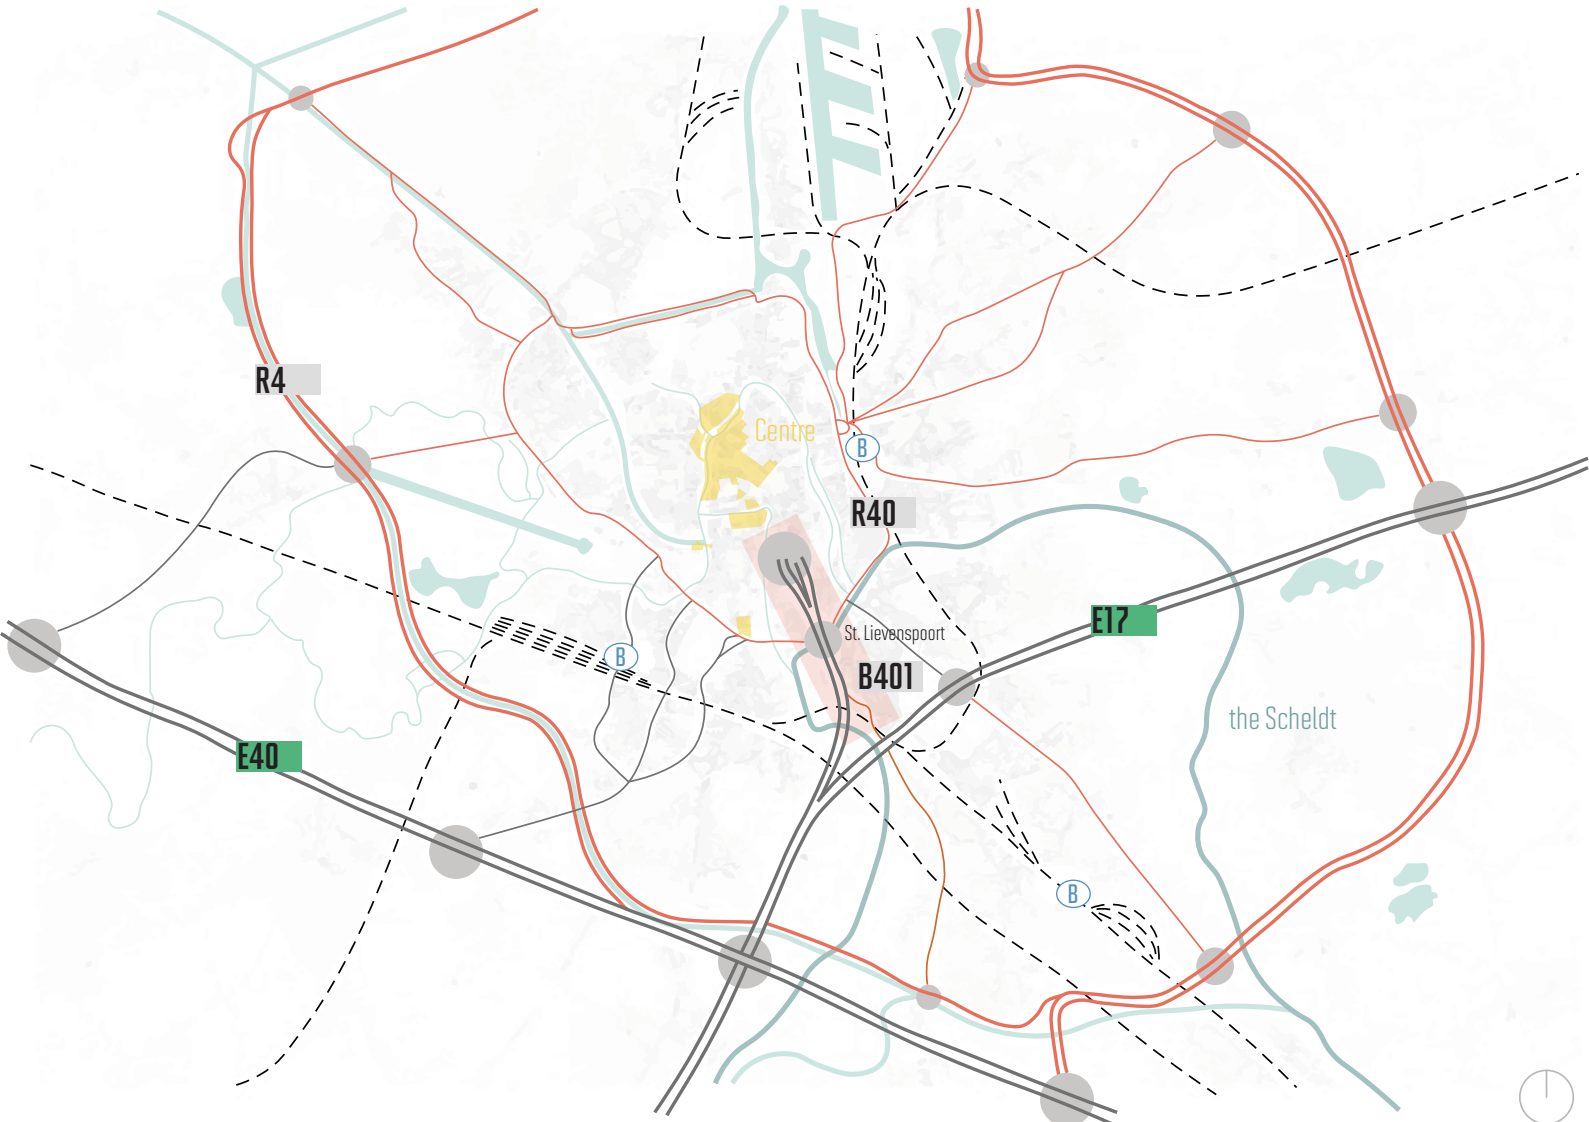 R4
Centre
B
R40
E17
St. Lievenspoort
B
B401
the Scheldt
E40
B